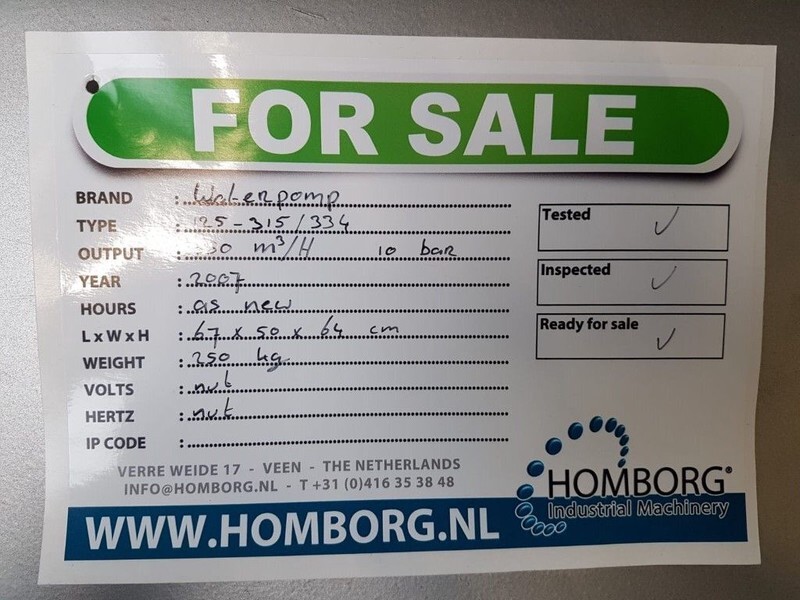 FOR SALE
BRAND : Waterpomp
TYPE : 125-315/334
OUTPUT : m³/H 10 bar
YEAR : 2007
HOURS : as new
L x W x H : 67 x 50 x 64 cm
WEIGHT : 250 kg
VOLTS : nvt
HERTZ : nvt
IP CODE :
Tested ✓
Inspected ✓
Ready for sale ✓
VERRE WEIDE 17 - VEEN - THE NETHERLANDS
INFO@HOMBORG.NL - T +31 (0)416 35 38 48
WWW.HOMBORG.NL
HOMBORG®
Industrial Machinery